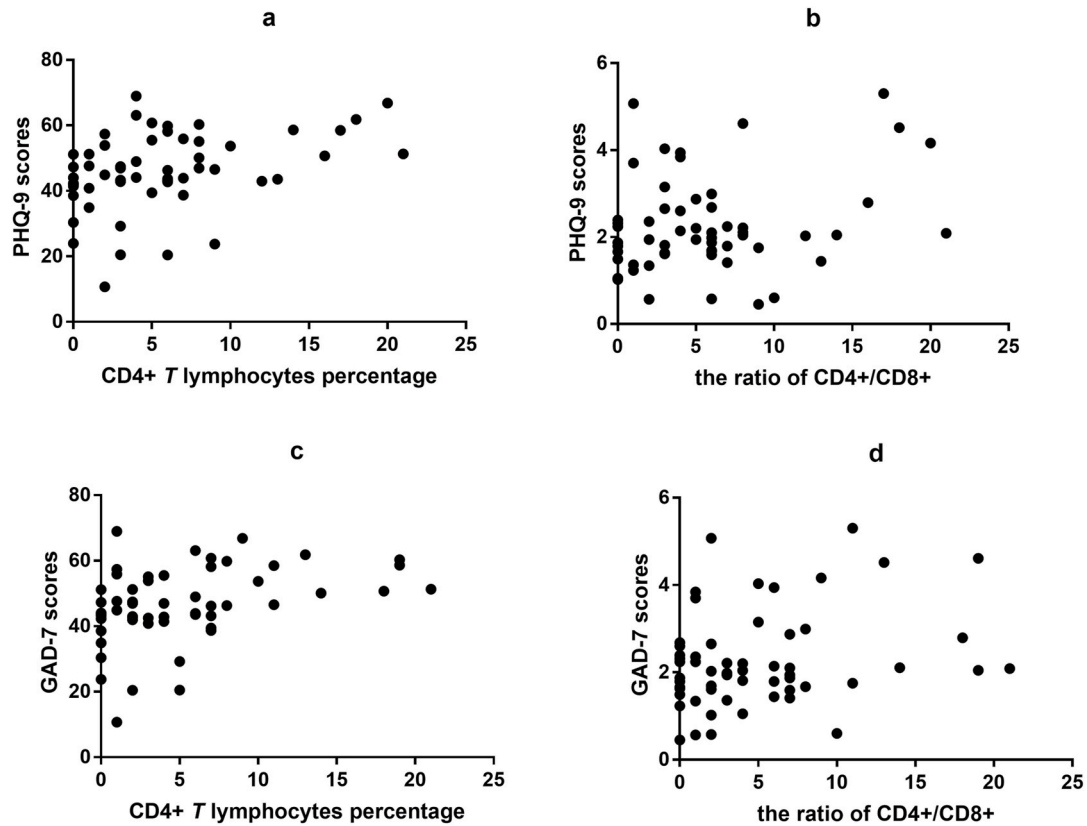 a
PHQ-9 scores
80
60
40
20
0
0 5 10 15 20 25
CD4+ T lymphocytes percentage
b
PHQ-9 scores
6
4
2
0
0 5 10 15 20 25
the ratio of CD4+/CD8+
c
GAD-7 scores
80
60
40
20
0
0 5 10 15 20 25
CD4+ T lymphocytes percentage
d
GAD-7 scores
6
4
2
0
0 5 10 15 20 25
the ratio of CD4+/CD8+